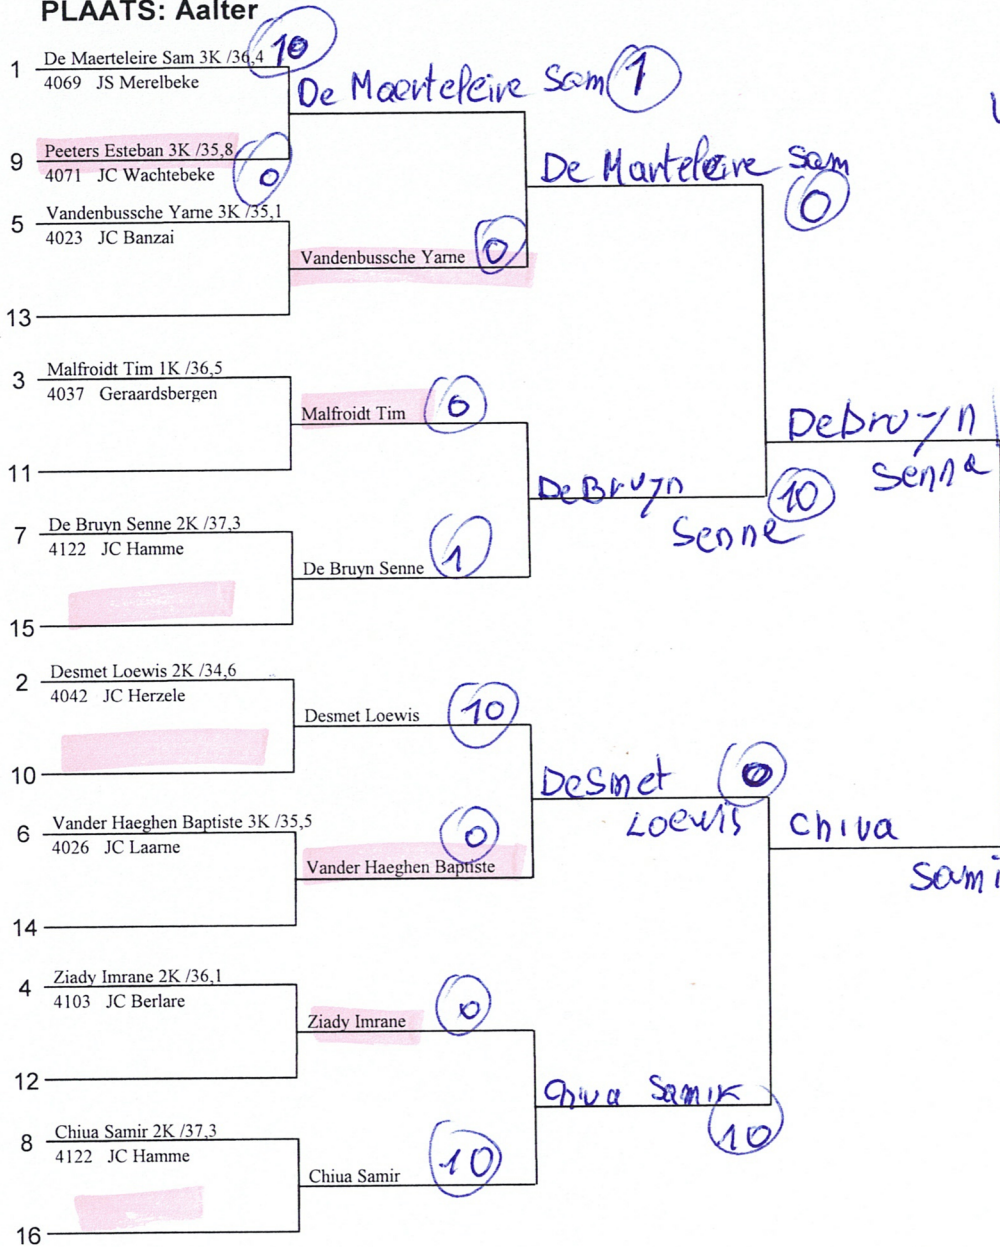 PLAATS: Aalter
De Maerteleire Sam 3K /36,4 10
1
4069 JS Merelbeke
De Maerteleire Sam 1
Peeters Esteban 3K /35,8
9
4071 JC Wachtebeke 0
De Marteleire Sam
0
Vandenbussche Yarne 3K /35,1
5
4023 JC Banzai
Vandenbussche Yarne 0
13
Malfroidt Tim 1K /36,5
3
4037 Geraardsbergen
Malfroidt Tim 0
11
DeBruyn
Senna
DeBruyn
Senne 10
De Bruyn Senne 2K /37,3
7
4122 JC Hamme
De Bruyn Senne 1
15
Desmet Loewis 2K /34,6
2
4042 JC Herzele
Desmet Loewis 10
10
DeSmet 0
Loewis
Chiua
Sami
Vander Haeghen Baptiste 3K /35,5
6
4026 JC Laarne
0
Vander Haeghen Baptiste
14
Ziady Imrane 2K /36,1
4
4103 JC Berlare
Ziady Imrane 0
12
Chiua Samir
10
Chiua Samir 2K /37,3
8
4122 JC Hamme
Chiua Samir 10
16